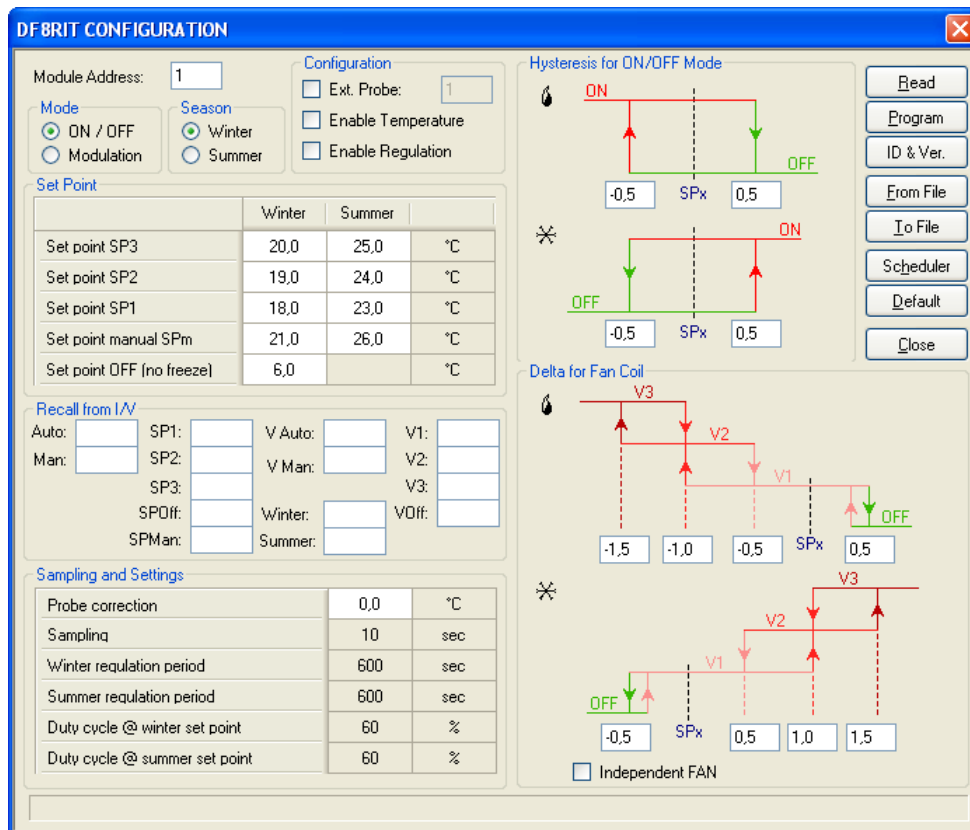 DF8RIT CONFIGURATION
Module Address: 1
Mode
ON / OFF
Modulation
Season
Winter
Summer
Configuration
Ext. Probe: 1
Enable Temperature
Enable Regulation
Set Point
Winter Summer
Set point SP3 20,0 25,0 °C
Set point SP2 19,0 24,0 °C
Set point SP1 18,0 23,0 °C
Set point manual SPm 21,0 26,0 °C
Set point OFF (no freeze) 6,0 °C
Recall from I/V
Auto: SP1: V Auto: V1:
Man: SP2: V Man: V2:
SP3: V3:
SPOff: Winter: VOff:
SPMan: Summer:
Sampling and Settings
Probe correction 0,0 °C
Sampling 10 sec
Winter regulation period 600 sec
Summer regulation period 600 sec
Duty cycle @ winter set point 60 %
Duty cycle @ summer set point 60 %
Hysteresis for ON/OFF Mode
ON
OFF
-0,5 SPx 0,5
ON
OFF
-0,5 SPx 0,5
Delta for Fan Coil
V3
V2
V1
OFF
-1,5 -1,0 -0,5 SPx 0,5
V3
V2
V1
OFF
-0,5 SPx 0,5 1,0 1,5
Independent FAN
Read
Program
ID & Ver.
From File
To File
Scheduler
Default
Close